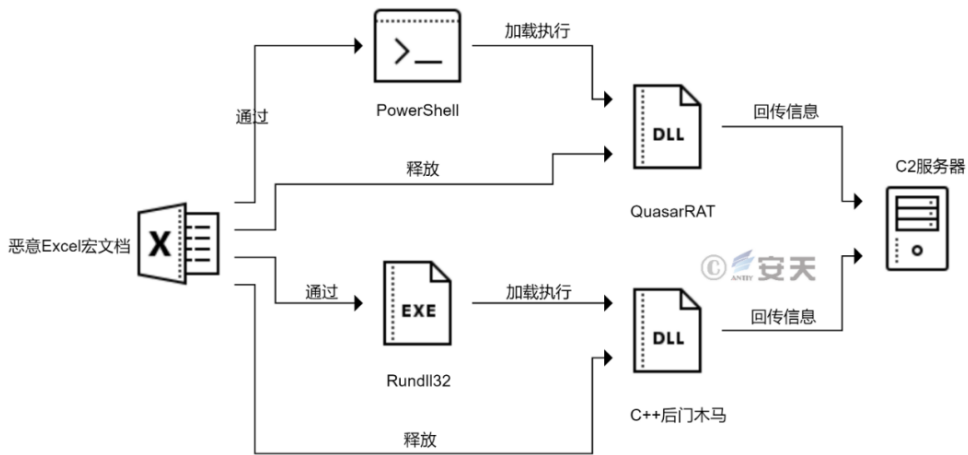 加载执行
>_
PowerShell
通过
DLL
回传信息
释放
C2服务器
QuasarRAT
恶意Excel宏文档
X
© ANTIY 安天
通过
EXE
加载执行
DLL
回传信息
Rundll32
C++后门木马
释放